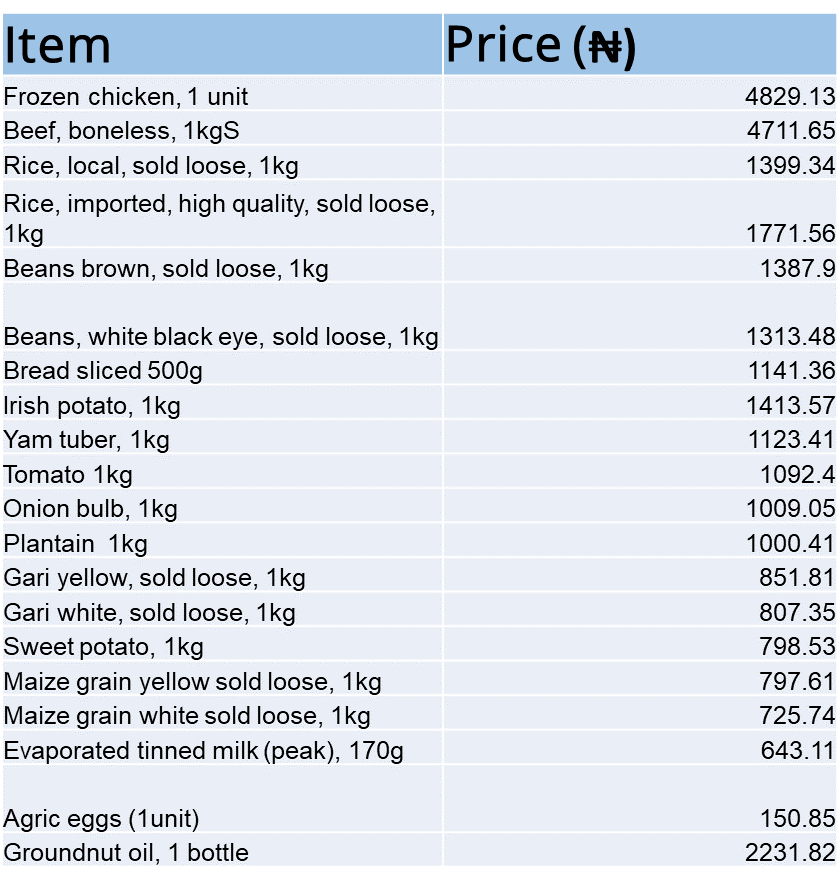 Item Price (₦)
Frozen chicken, 1 unit 4829.13
Beef, boneless, 1kgS 4711.65
Rice, local, sold loose, 1kg 1399.34
Rice, imported, high quality, sold loose,
1kg 1771.56
Beans brown, sold loose, 1kg 1387.9
Beans, white black eye, sold loose, 1kg 1313.48
Bread sliced 500g 1141.36
Irish potato, 1kg 1413.57
Yam tuber, 1kg 1123.41
Tomato 1kg 1092.4
Onion bulb, 1kg 1009.05
Plantain 1kg 1000.41
Gari yellow, sold loose, 1kg 851.81
Gari white, sold loose, 1kg 807.35
Sweet potato, 1kg 798.53
Maize grain yellow sold loose, 1kg 797.61
Maize grain white sold loose, 1kg 725.74
Evaporated tinned milk (peak), 170g 643.11
Agric eggs (1unit) 150.85
Groundnut oil, 1 bottle 2231.82